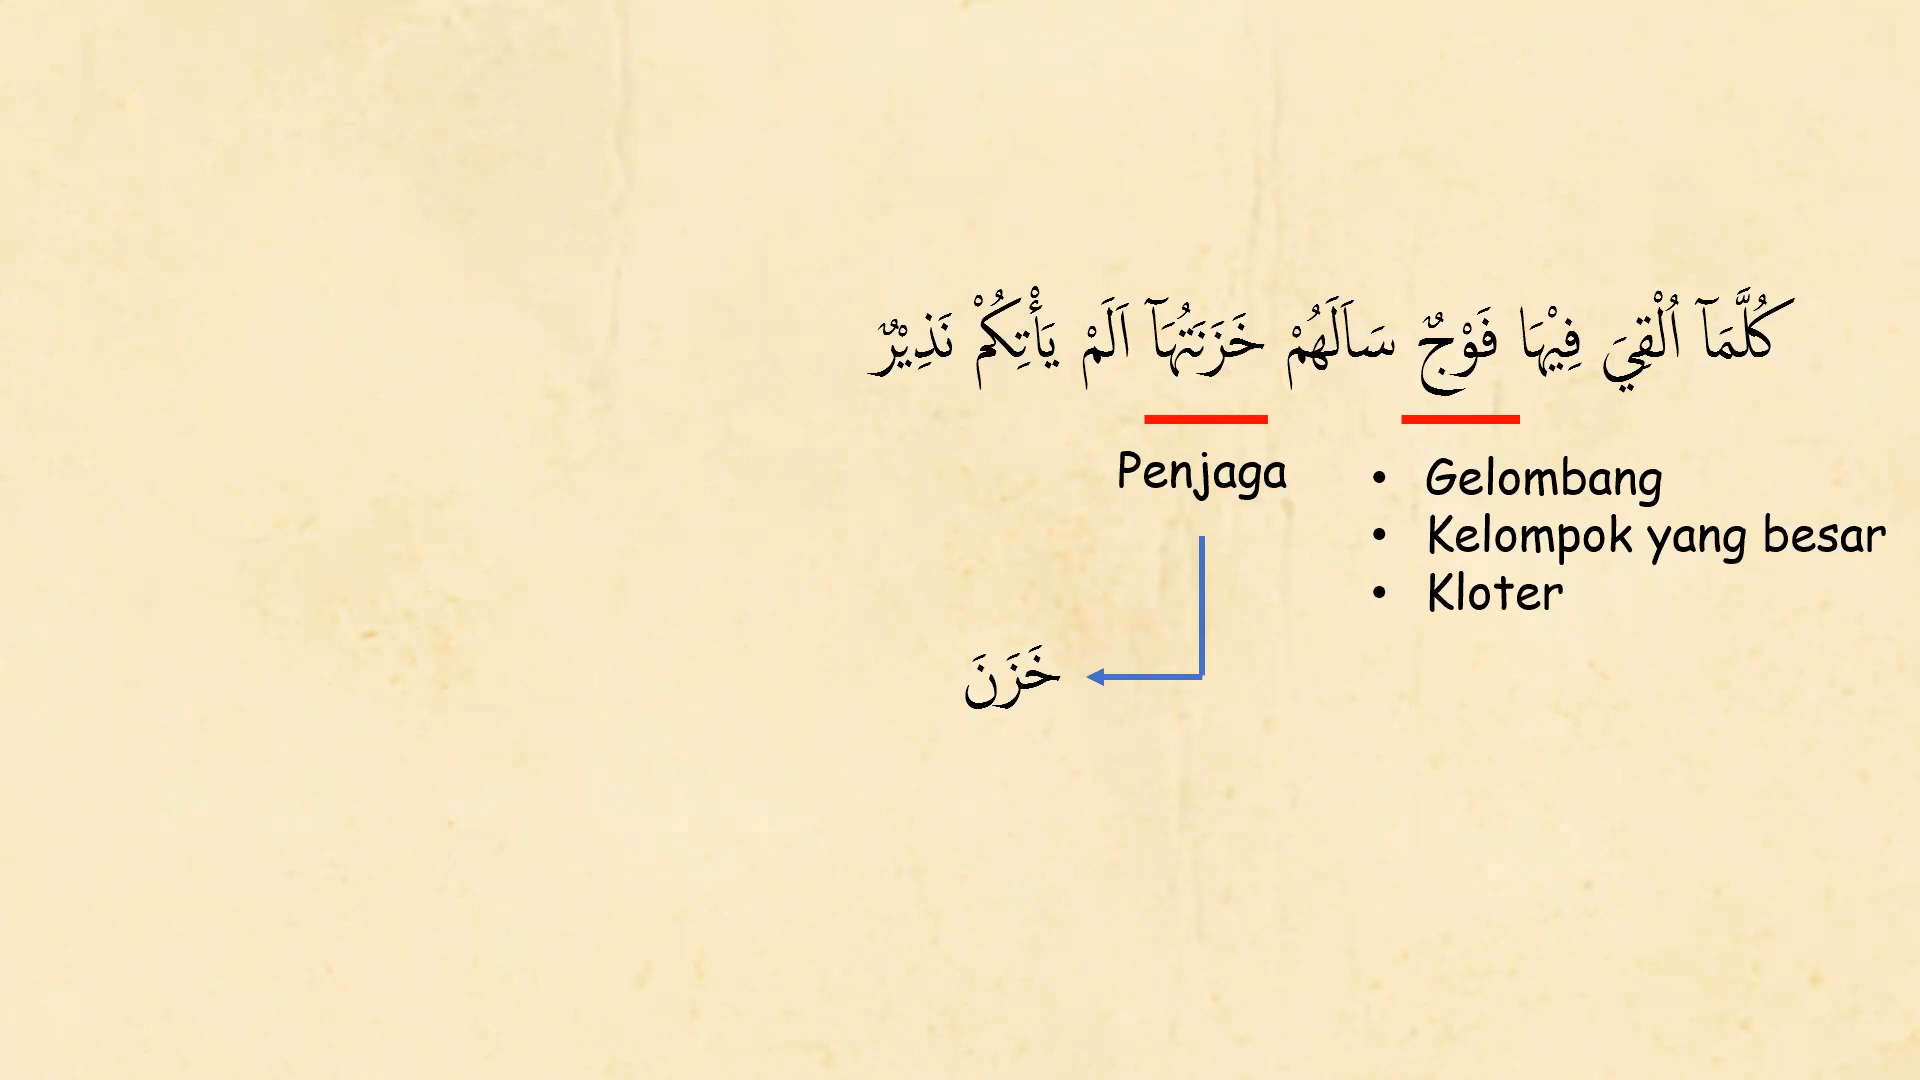 كُلَّمَآ اُلْقِيَ فِيْهَا فَوْجٌ سَاَلَهُمْ خَزَنَتُهَآ اَلَمْ يَأْتِكُمْ نَذِيْرٌ
Penjaga
• Gelombang
• Kelompok yang besar
• Kloter
خَزَنَ